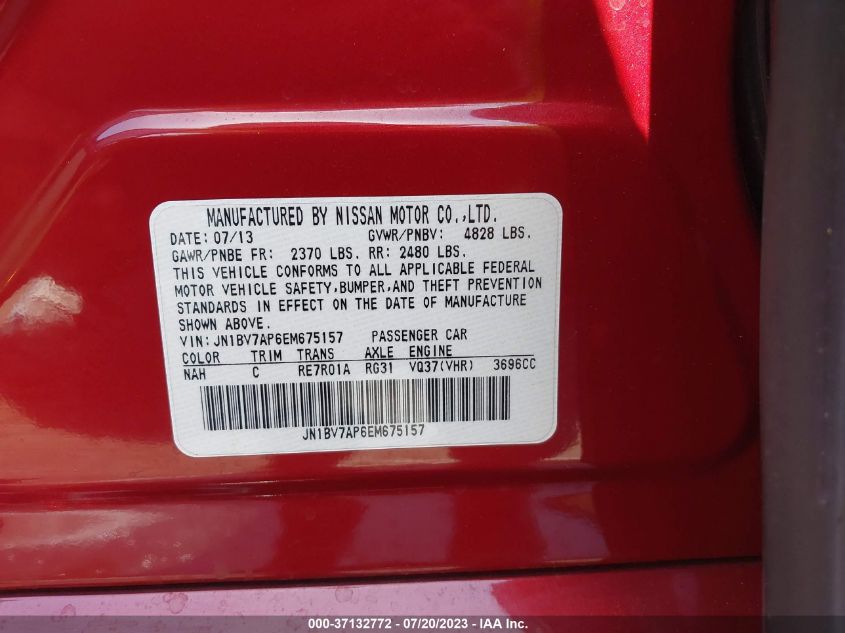 MANUFACTURED BY NISSAN MOTOR CO.,LTD.
DATE: 07/13 GVWR/PNBV: 4828 LBS.
GAWR/PNBE FR: 2370 LBS. RR: 2480 LBS.
THIS VEHICLE CONFORMS TO ALL APPLICABLE FEDERAL
MOTOR VEHICLE SAFETY,BUMPER,AND THEFT PREVENTION
STANDARDS IN EFFECT ON THE DATE OF MANUFACTURE
SHOWN ABOVE.
VIN: JN1BV7AP6EM675157 PASSENGER CAR
COLOR TRIM TRANS AXLE ENGINE
NAH C RE7R01A RG31 VQ37(VHR) 3696CC
JN1BV7AP6EM675157
000-37132772 - 07/20/2023 - IAA Inc.